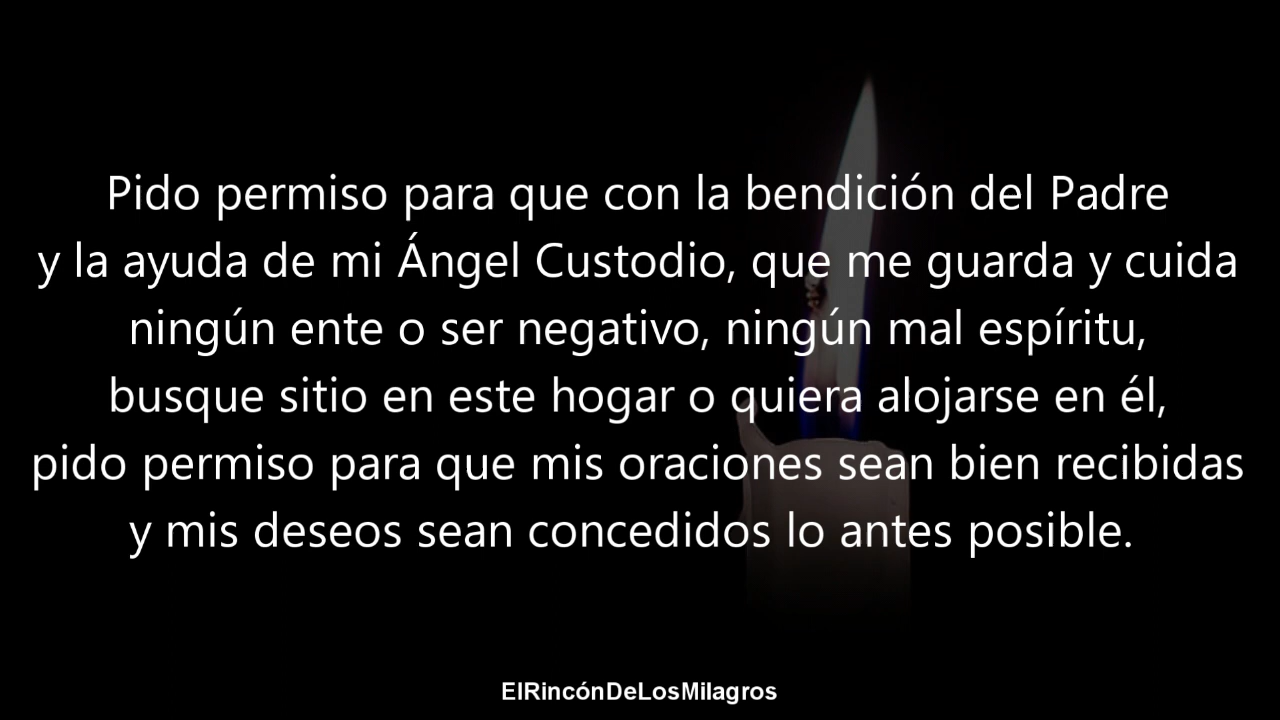 Pido permiso para que con la bendición del Padre
y la ayuda de mi Ángel Custodio, que me guarda y cuida
ningún ente o ser negativo, ningún mal espíritu,
busque sitio en este hogar o quiera alojarse en él,
pido permiso para que mis oraciones sean bien recibidas
y mis deseos sean concedidos lo antes posible.
ElRincónDeLosMilagros